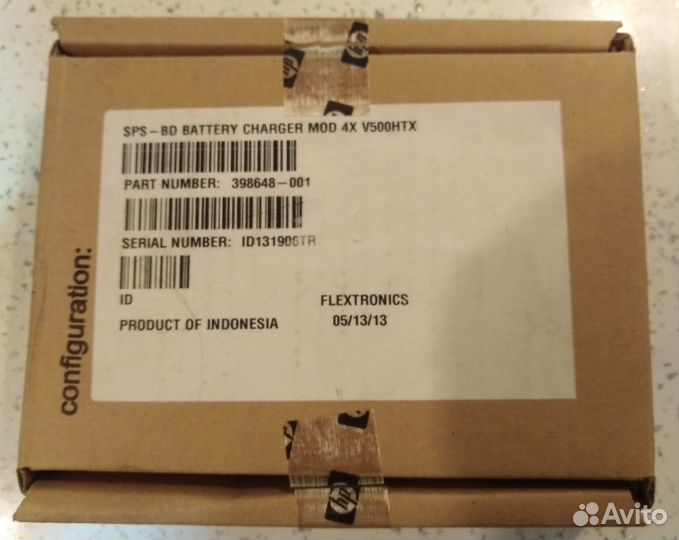 hp
hp
SPS-BD BATTERY CHARGER MOD 4X V500HTX
PART NUMBER: 398648-001
SERIAL NUMBER: ID131906TR
ID FLEXTRONICS
PRODUCT OF INDONESIA 05/13/13
configuration:
hp
Avito